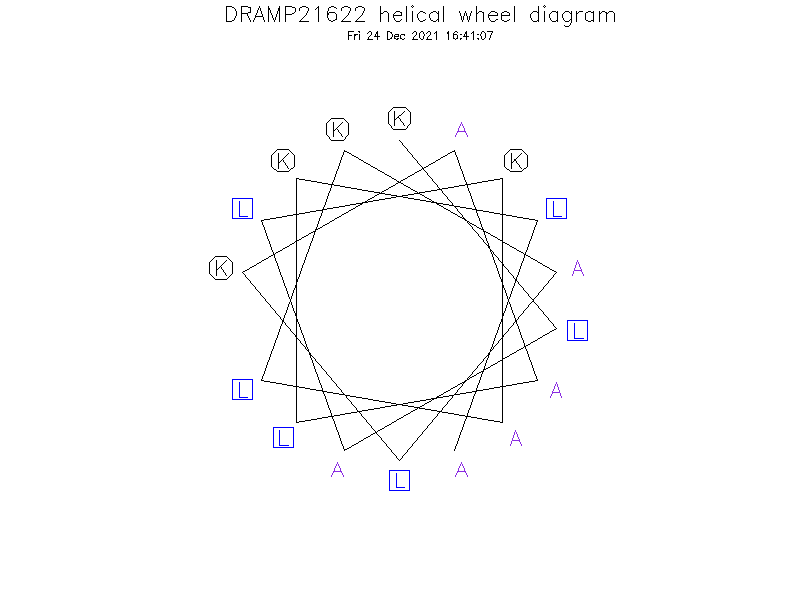 DRAMP21622 helical wheel diagram
Fri 24 Dec 2021 16:41:07
K
K A
K K
L L
K A
L
L A
L A
A A
L